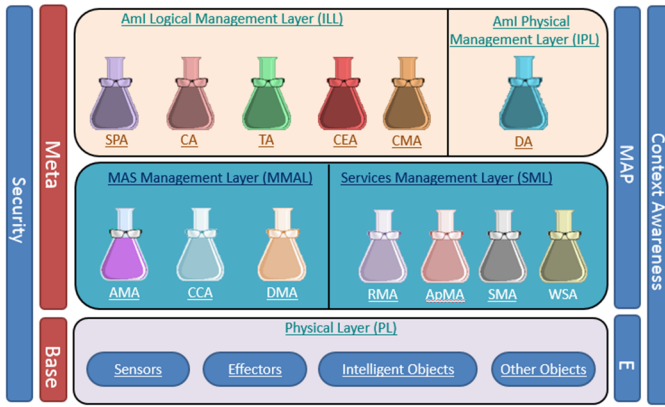 Security
Meta
Base
AmI Logical Management Layer (ILL)
SPA
CA
TA
CEA
CMA
AmI Physical
Management Layer (IPL)
DA
MAS Management Layer (MMAL)
AMA
CCA
DMA
Services Management Layer (SML)
RMA
ApMA
SMA
WSA
Physical Layer (PL)
Sensors
Effectors
Intelligent Objects
Other Objects
MAP
E
Context Awareness